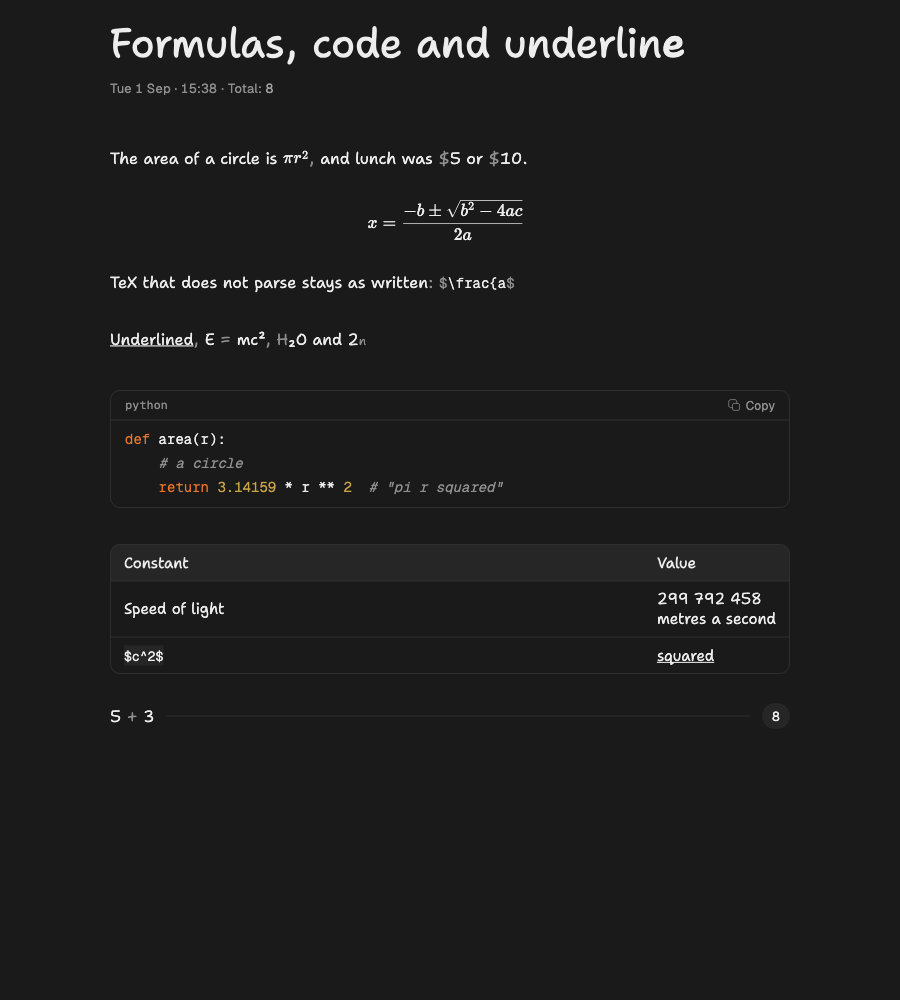 Formulas, code and underline
Tue 1 Sep · 15:38 · Total: 8
The area of a circle is πr², and lunch was $5 or $10.
x = (−b ± √(b² − 4ac)) / (2a)
TeX that does not parse stays as written: $\frac{a$
Underlined, E = mc², H₂O and 2ₙ
python
Copy
def area(r):
    # a circle
    return 3.14159 * r ** 2  # "pi r squared"
Constant
Value
Speed of light
299 792 458
metres a second
$c^2$
squared
5 + 3
8